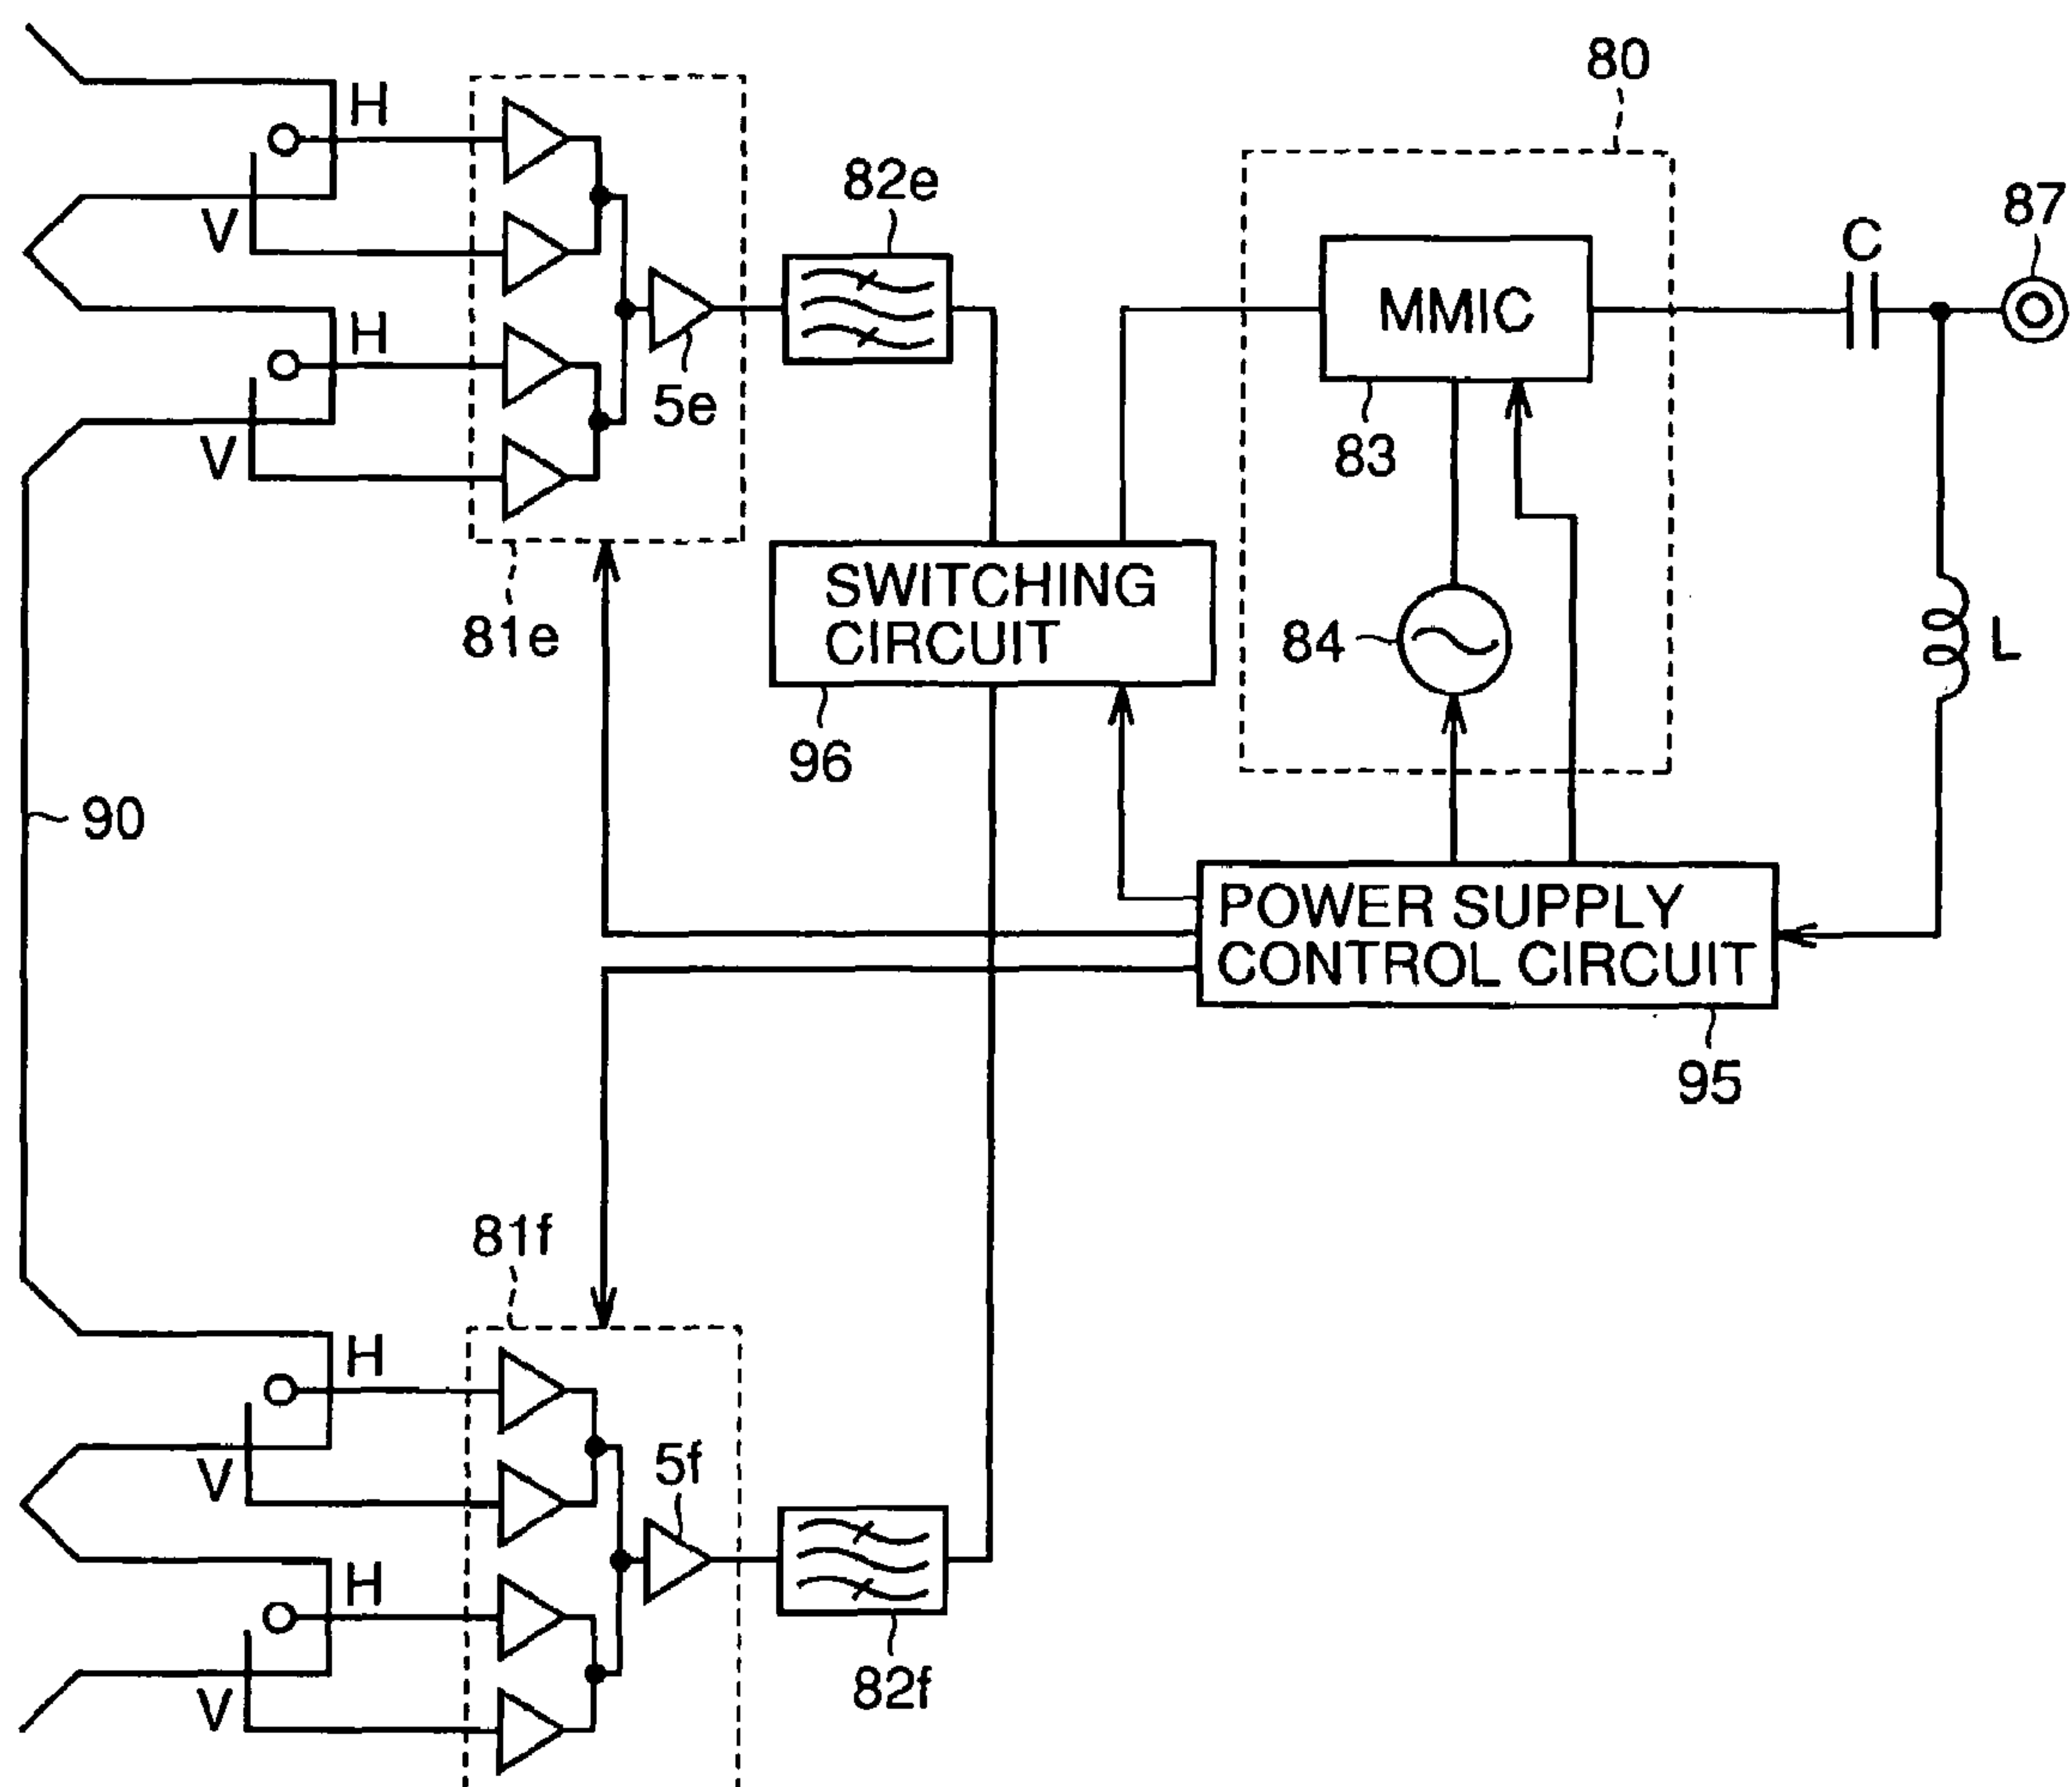 80
H
82e
87
V
C
MMIC
H
5e
V
83
SWITCHING
CIRCUIT
84
L
81e
96
90
POWER SUPPLY
CONTROL CIRCUIT
95
81f
H
5f
V
H
82f
V